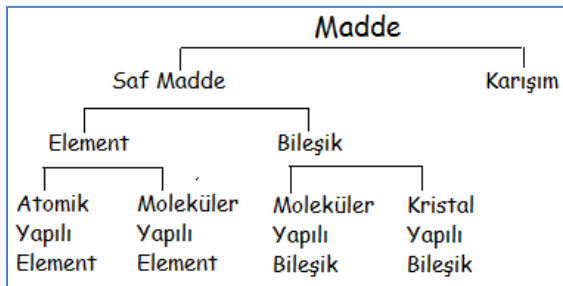 Madde
Saf Madde Karışım
Element Bileşik
Atomik Moleküler Moleküler Kristal
Yapılı Yapılı Yapılı Yapılı
Element Element Bileşik Bileşik